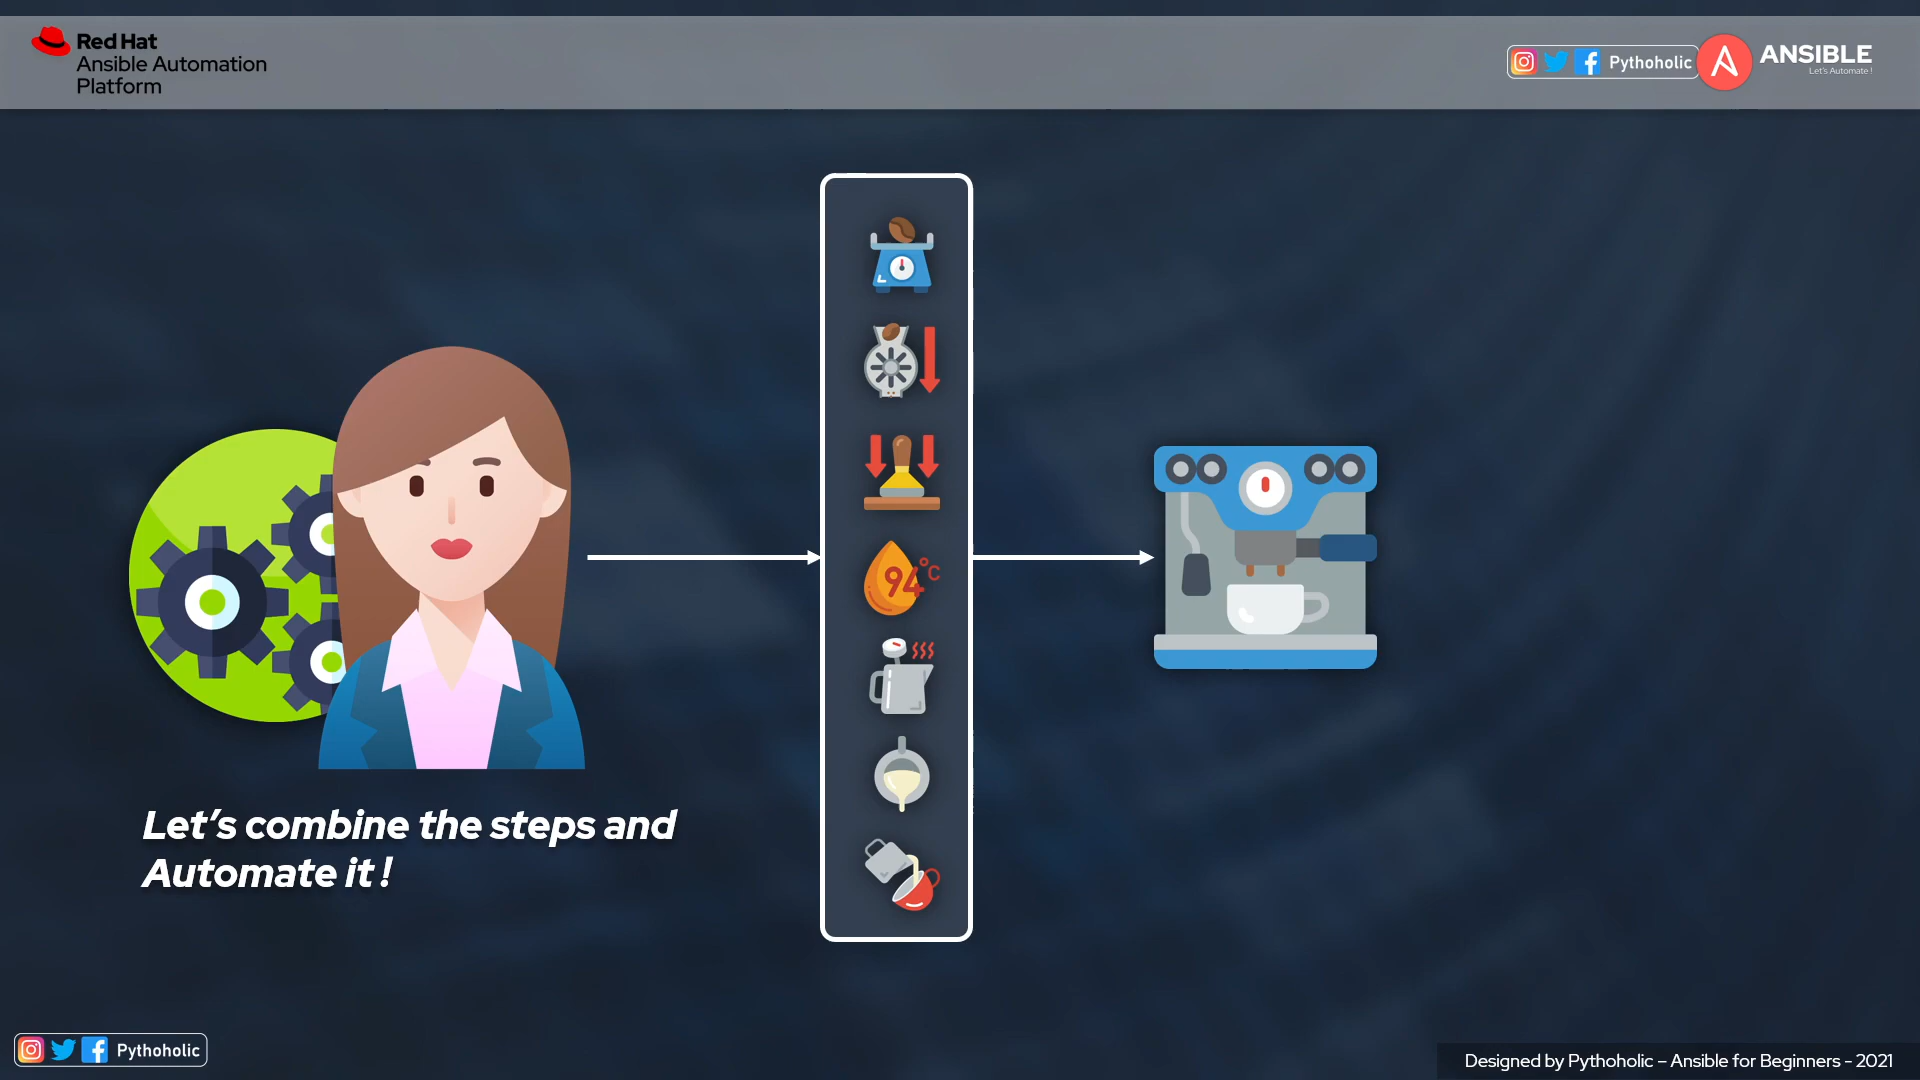 Red Hat
Ansible Automation
Platform
Pythoholic
ANSIBLE
Let's Automate !
94°C
Let's combine the steps and
Automate it !
Pythoholic
Designed by Pythoholic – Ansible for Beginners - 2021